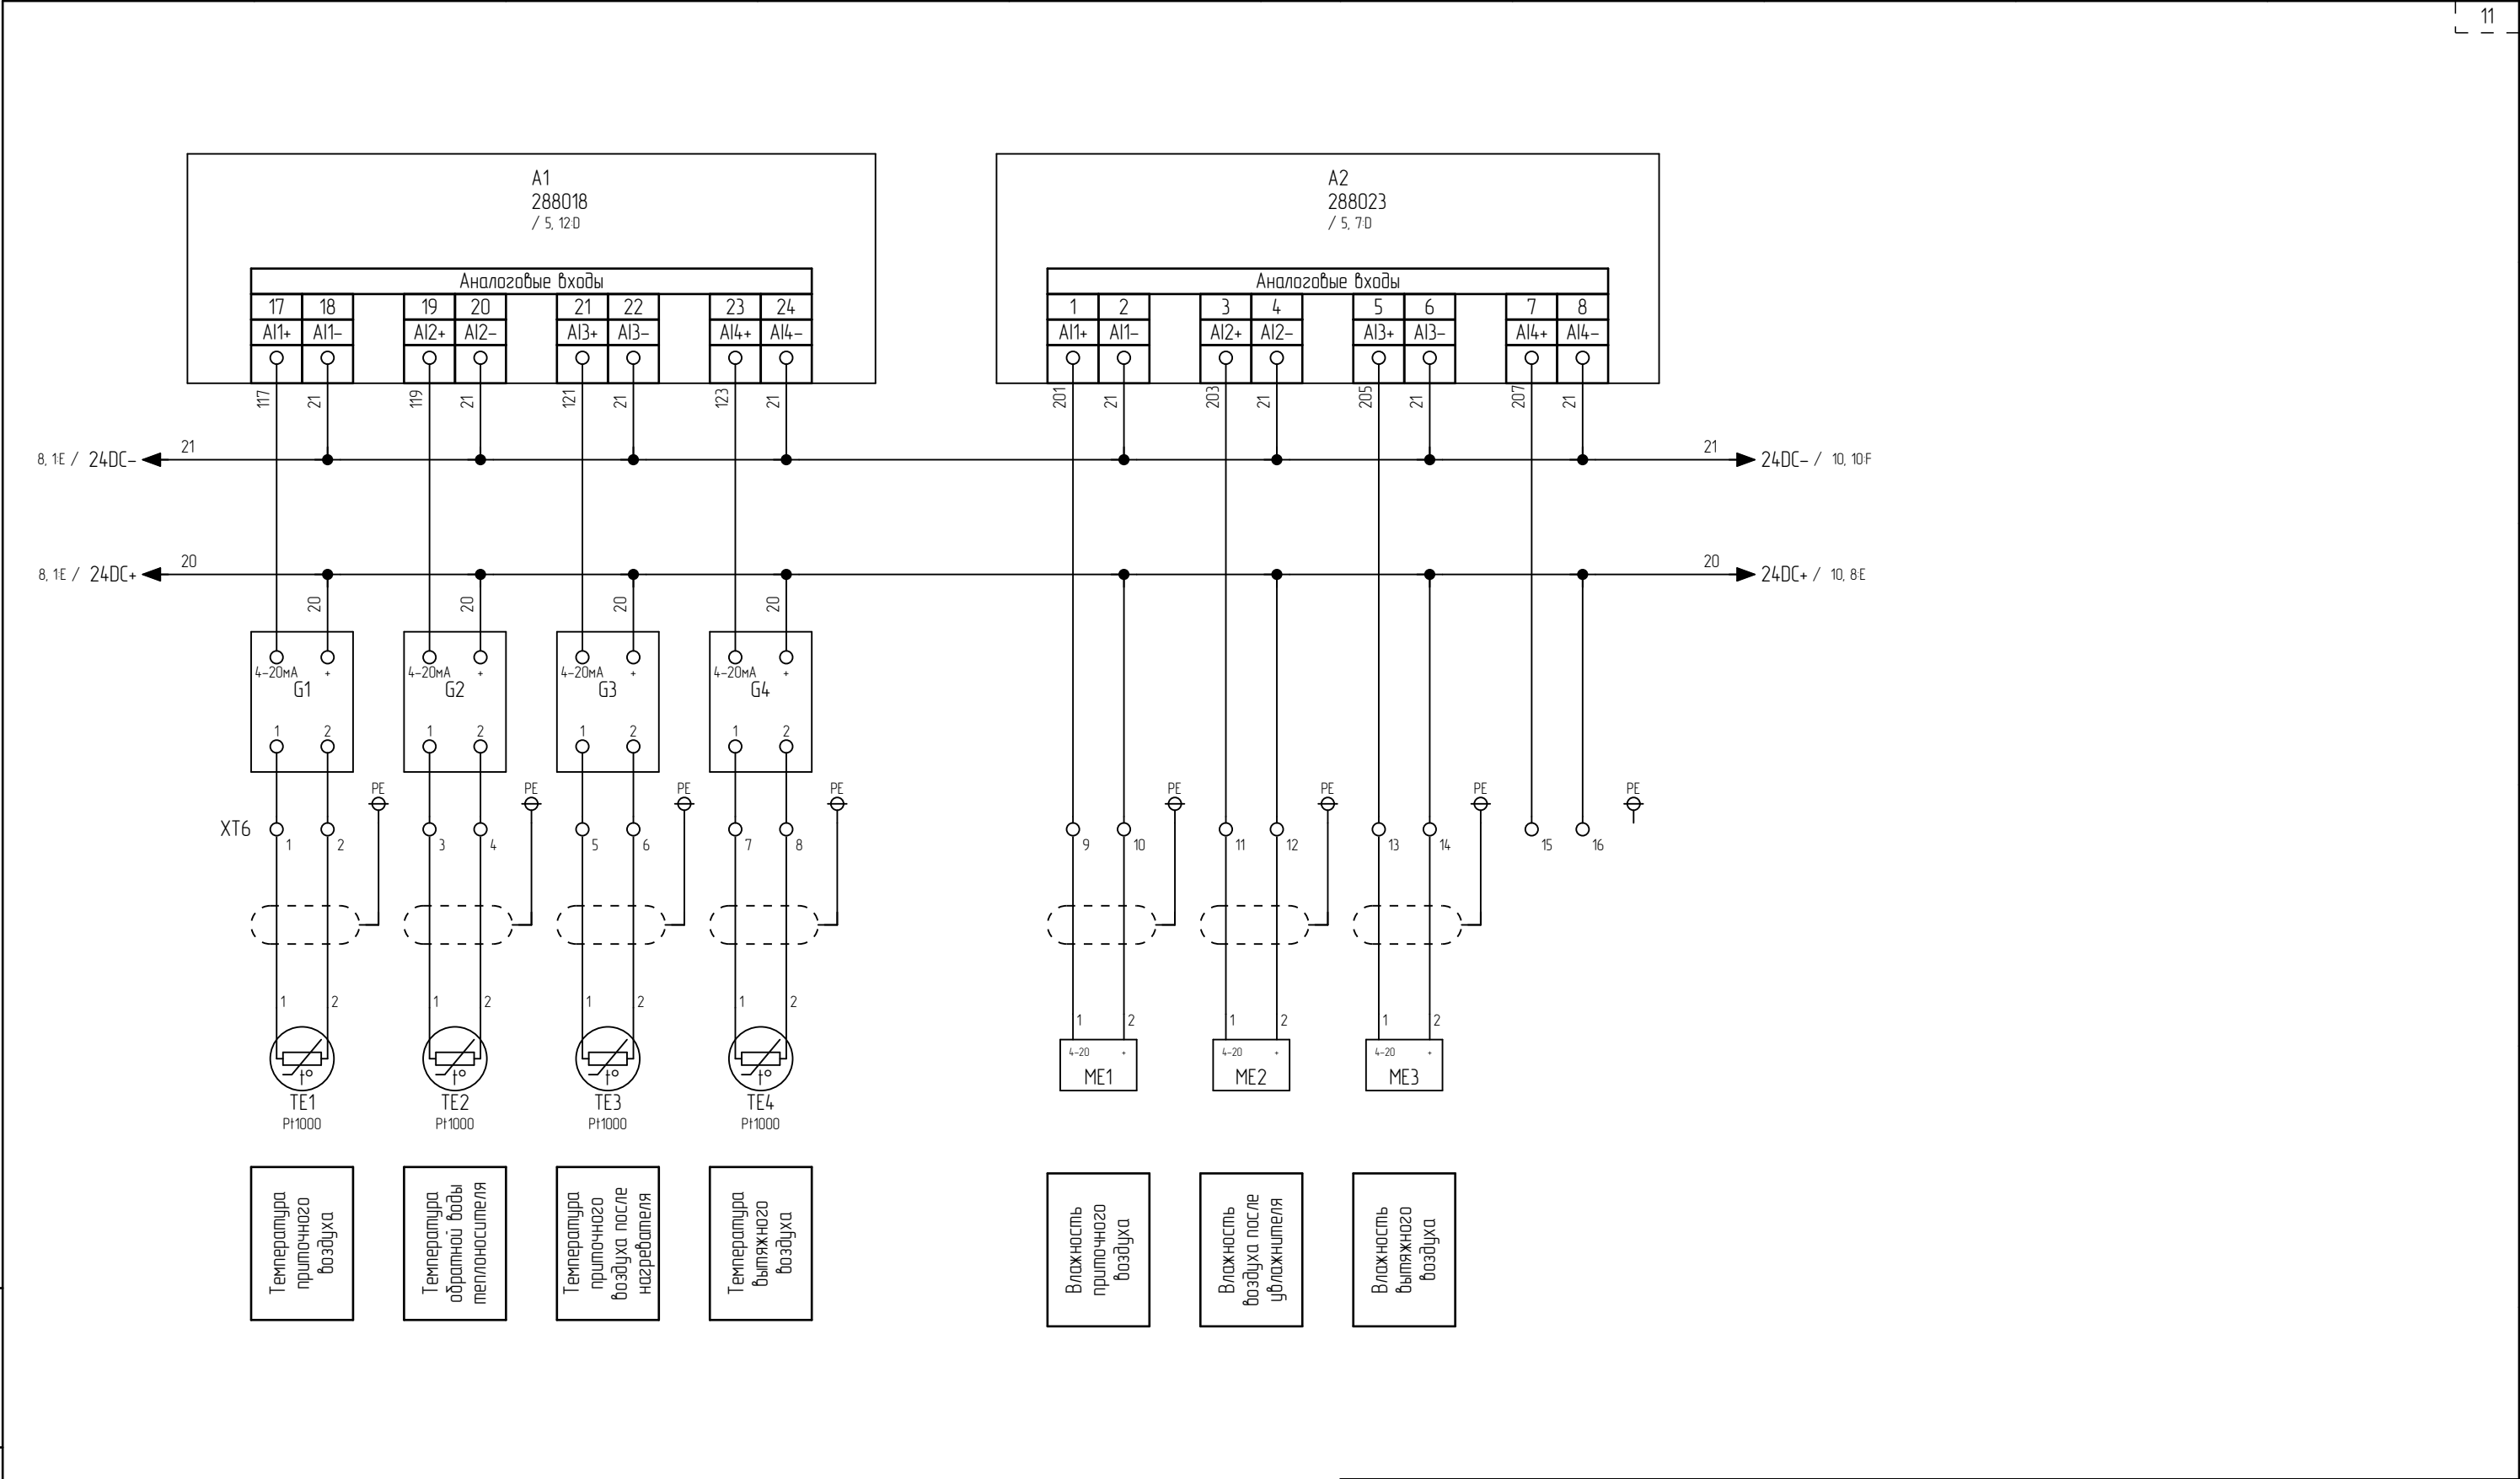 11
A1
288018
/ 5, 12:D
A2
288023
/ 5, 7:D
Аналоговые входы
Аналоговые входы
17 18 19 20 21 22 23 24
1 2 3 4 5 6 7 8
AI1+ AI1- AI2+ AI2- AI3+ AI3- AI4+ AI4-
AI1+ AI1- AI2+ AI2- AI3+ AI3- AI4+ AI4-
117 21 119 21 121 21 123 21
201 21 203 21 205 21 207 21
8, 1:E / 24DC- 21
21 24DC- / 10, 10:F
8, 1:E / 24DC+ 20
20 24DC+ / 10, 8:E
20 20 20 20
4-20мА + 4-20мА + 4-20мА + 4-20мА +
G1 G2 G3 G4
1 2 1 2 1 2 1 2
PE PE PE PE PE PE PE PE
XT6
1 2 3 4 5 6 7 8 9 10 11 12 13 14 15 16
1 2 1 2 1 2 1 2
1 2 1 2 1 2
4-20 + 4-20 + 4-20 +
ME1 ME2 ME3
TE1 TE2 TE3 TE4
Pt1000 Pt1000 Pt1000 Pt1000
t° t° t° t°
Температура
приточного
воздуха
Температура
обратной воды
теплоносителя
Температура
приточного
воздуха после
нагревателя
Температура
вытяжного
воздуха
Влажность
приточного
воздуха
Влажность
воздуха после
увлажнителя
Влажность
вытяжного
воздуха